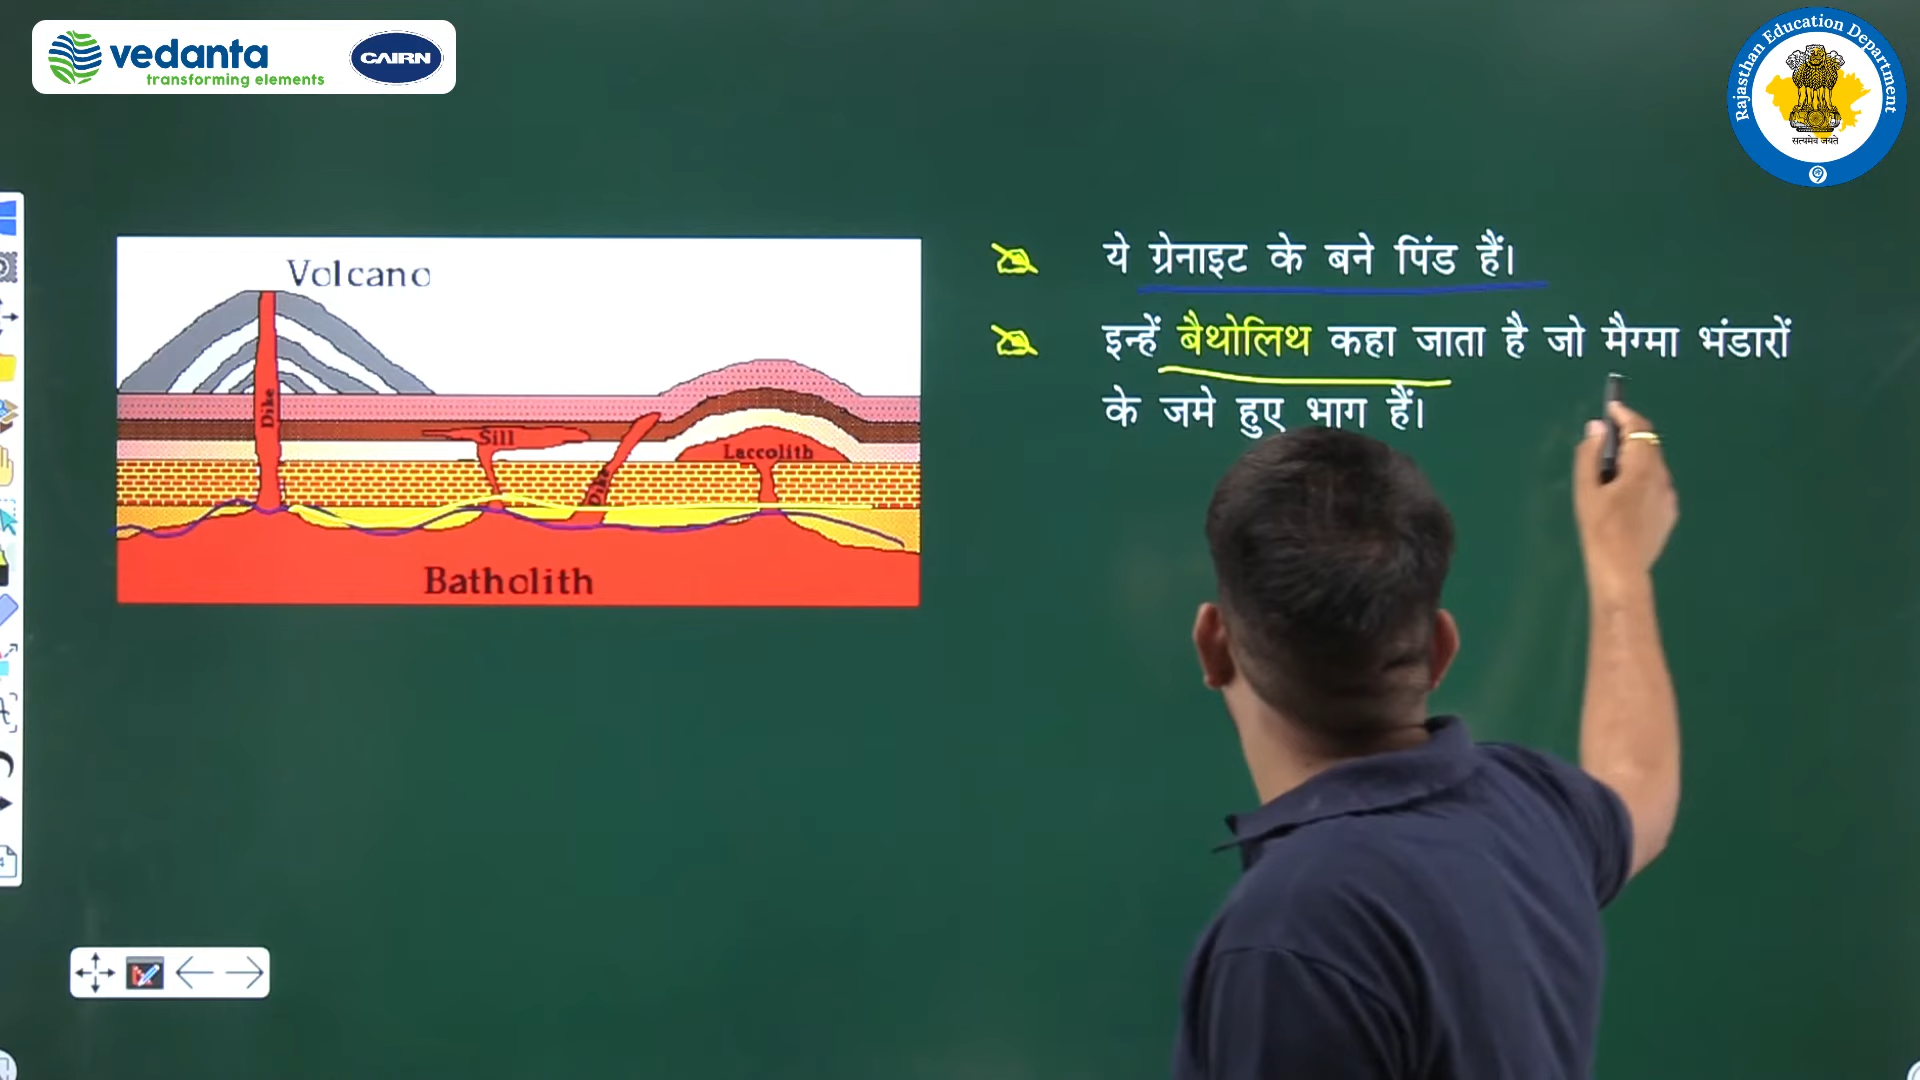 vedanta
transforming elements
CAIRN
Rajasthan Education Department
सत्यमेव जयते
Volcano
Dike
Sill
Dike
Laccolith
Batholith
ये ग्रेनाइट के बने पिंड हैं।
इन्हें बैथोलिथ कहा जाता है जो मैग्मा भंडारों
के जमे हुए भाग हैं।